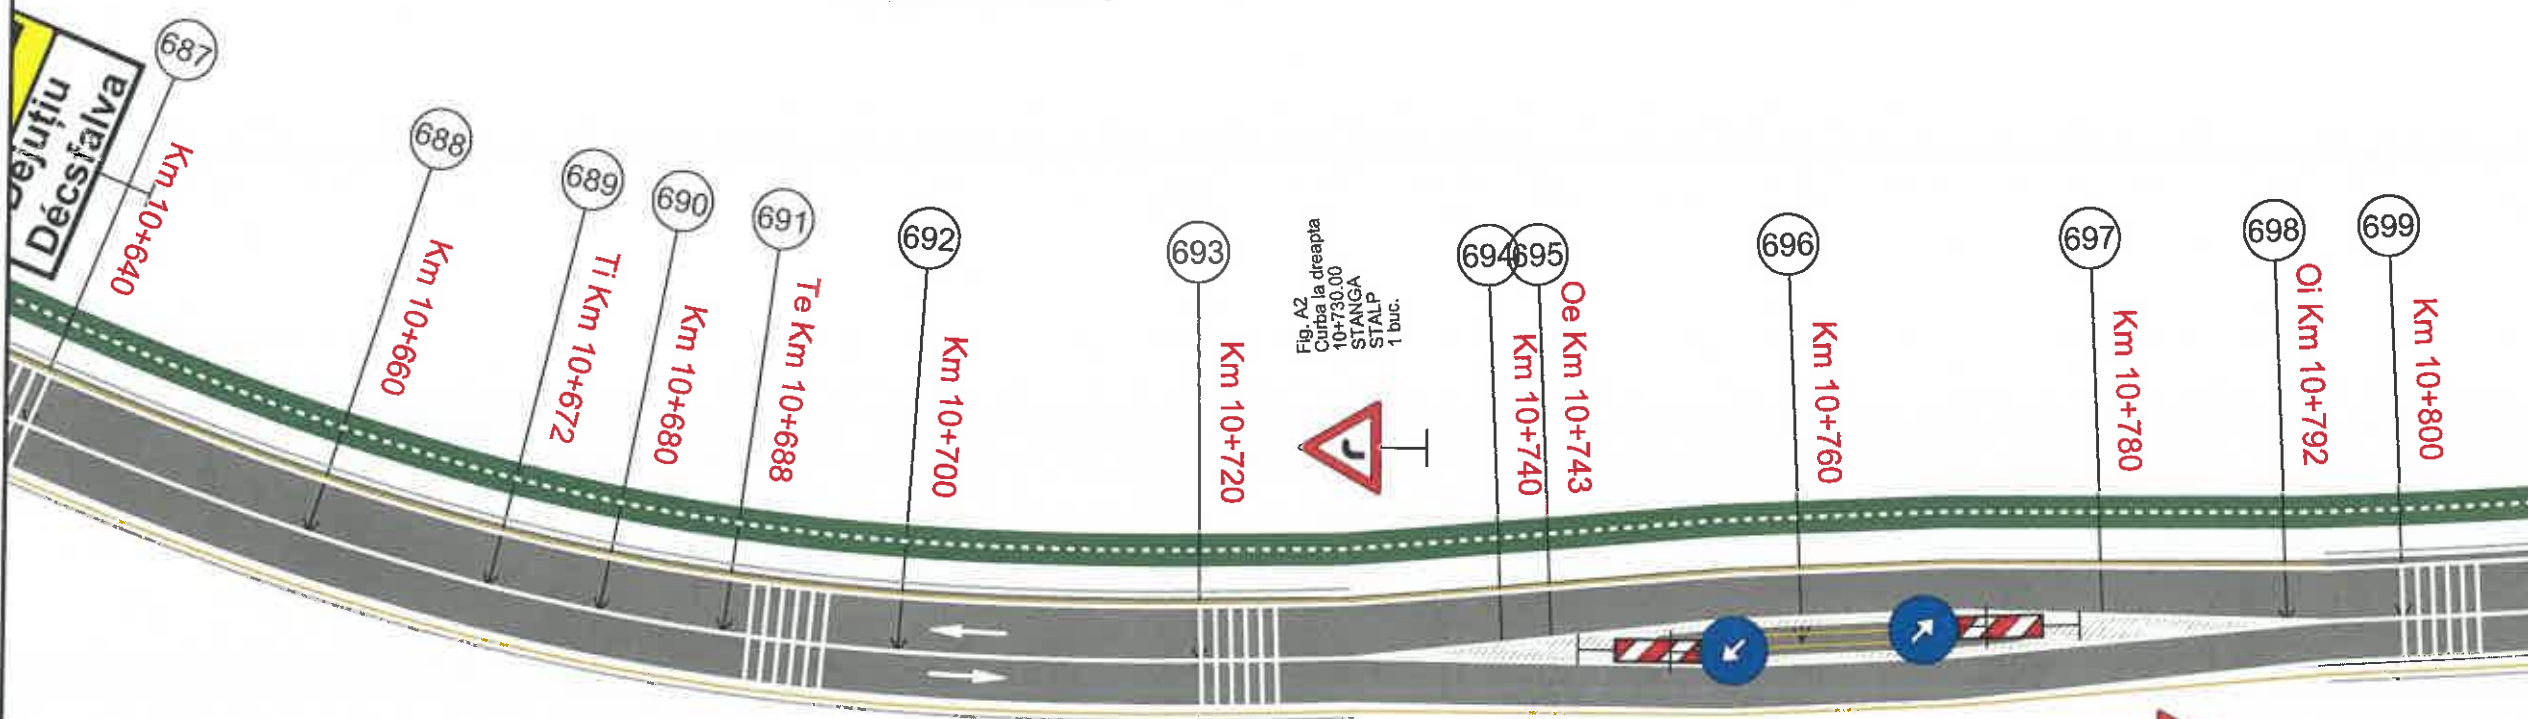 Dejuțiu
Décsfalva
687
Km 10+640
688
Km 10+660
689
Ti Km 10+672
690
Km 10+680
691
Te Km 10+688
692
Km 10+700
693
Km 10+720
Fig. A2
Curba la dreapta
10+730.00
STANGA
STALP
1 buc.
694
Km 10+740
695
Oe Km 10+743
696
Km 10+760
697
Km 10+780
698
Oi Km 10+792
699
Km 10+800